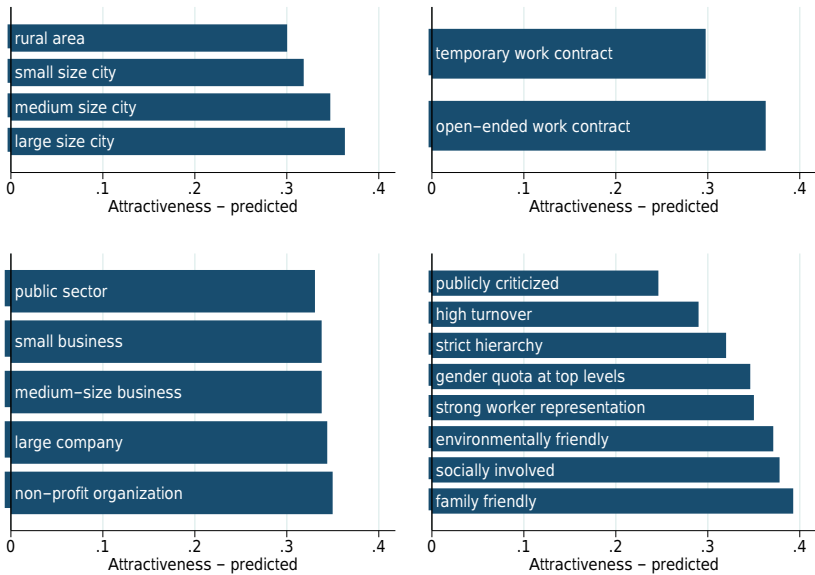 rural area
small size city
medium size city
large size city
0 .1 .2 .3 .4
Attractiveness − predicted
temporary work contract
open−ended work contract
0 .1 .2 .3 .4
Attractiveness − predicted
public sector
small business
medium−size business
large company
non−profit organization
0 .1 .2 .3 .4
Attractiveness − predicted
publicly criticized
high turnover
strict hierarchy
gender quota at top levels
strong worker representation
environmentally friendly
socially involved
family friendly
0 .1 .2 .3 .4
Attractiveness − predicted